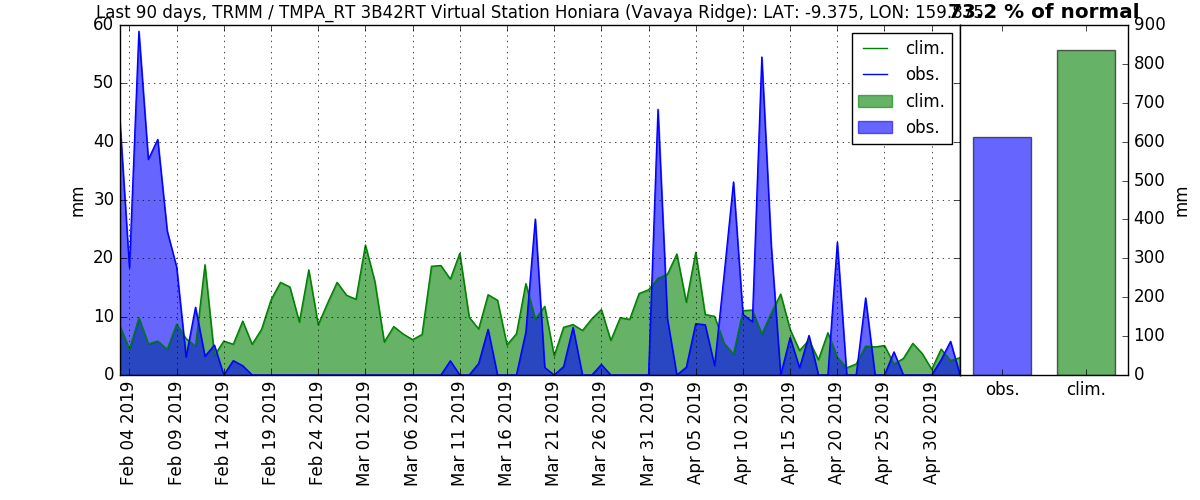 Last 90 days, TRMM / TMPA_RT 3B42RT Virtual Station Honiara (Vavaya Ridge): LAT: -9.375, LON:
73.2 % of normal
60
50
40
30
20
10
0
mm
clim.
obs.
clim.
obs.
Feb 04 2019
Feb 09 2019
Feb 14 2019
Feb 19 2019
Feb 24 2019
Mar 01 2019
Mar 06 2019
Mar 11 2019
Mar 16 2019
Mar 21 2019
Mar 26 2019
Mar 31 2019
Apr 05 2019
Apr 10 2019
Apr 15 2019
Apr 20 2019
Apr 25 2019
Apr 30 2019
900
800
700
600
500
400
300
200
100
0
mm
obs.
clim.